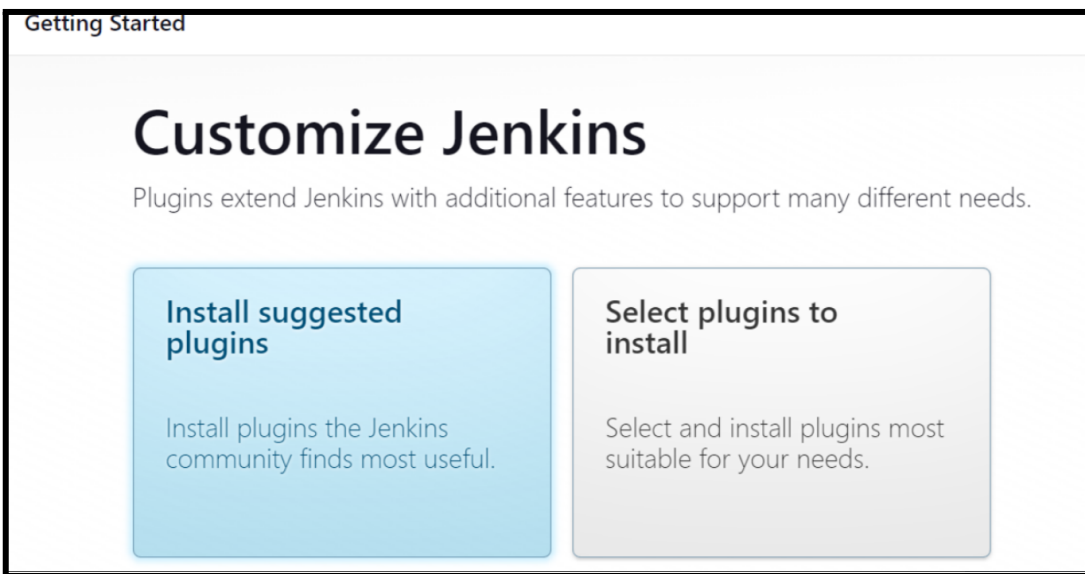 Getting Started
Customize Jenkins
Plugins extend Jenkins with additional features to support many different needs.
Install suggested
plugins
Install plugins the Jenkins
community finds most useful.
Select plugins to
install
Select and install plugins most
suitable for your needs.